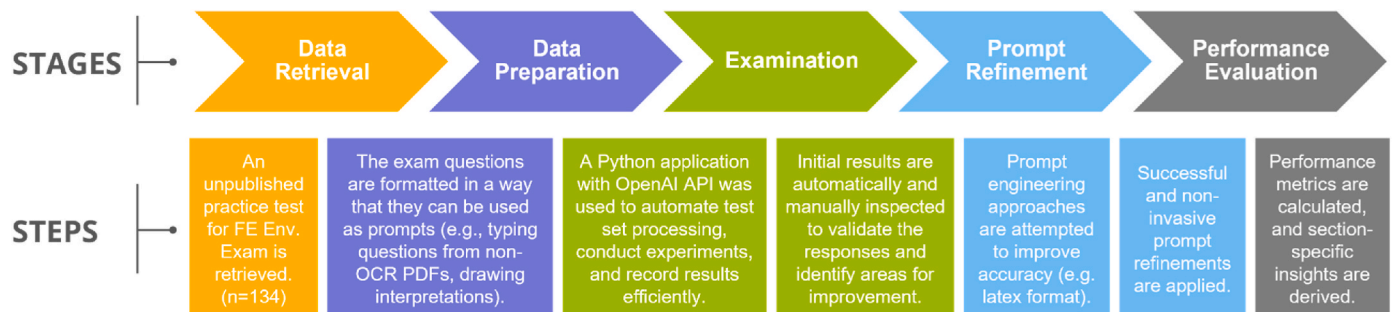 STAGES
Data
Retrieval
Data
Preparation
Examination
Prompt
Refinement
Performance
Evaluation
STEPS
An
unpublished
practice test
for FE Env.
Exam is
retrieved.
(n=134)
The exam questions
are formatted in a way
that they can be used
as prompts (e.g., typing
questions from non-
OCR PDFs, drawing
interpretations).
A Python application
with OpenAI API was
used to automate test
set processing,
conduct experiments,
and record results
efficiently.
Initial results are
automatically and
manually inspected
to validate the
responses and
identify areas for
improvement.
Prompt
engineering
approaches
are attempted
to improve
accuracy (e.g.
latex format).
Successful
and non-
invasive
prompt
refinements
are applied.
Performance
metrics are
calculated,
and section-
specific
insights are
derived.